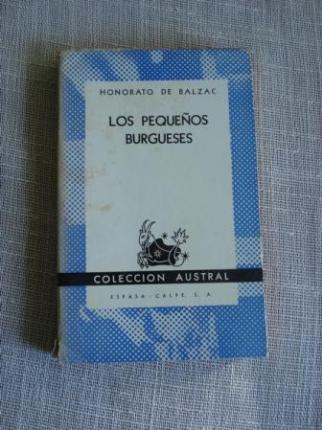 HONORATO DE BALZAC
LOS PEQUEÑOS
BURGUESES
COLECCION AUSTRAL
ESPASA - CALPE, S. A.